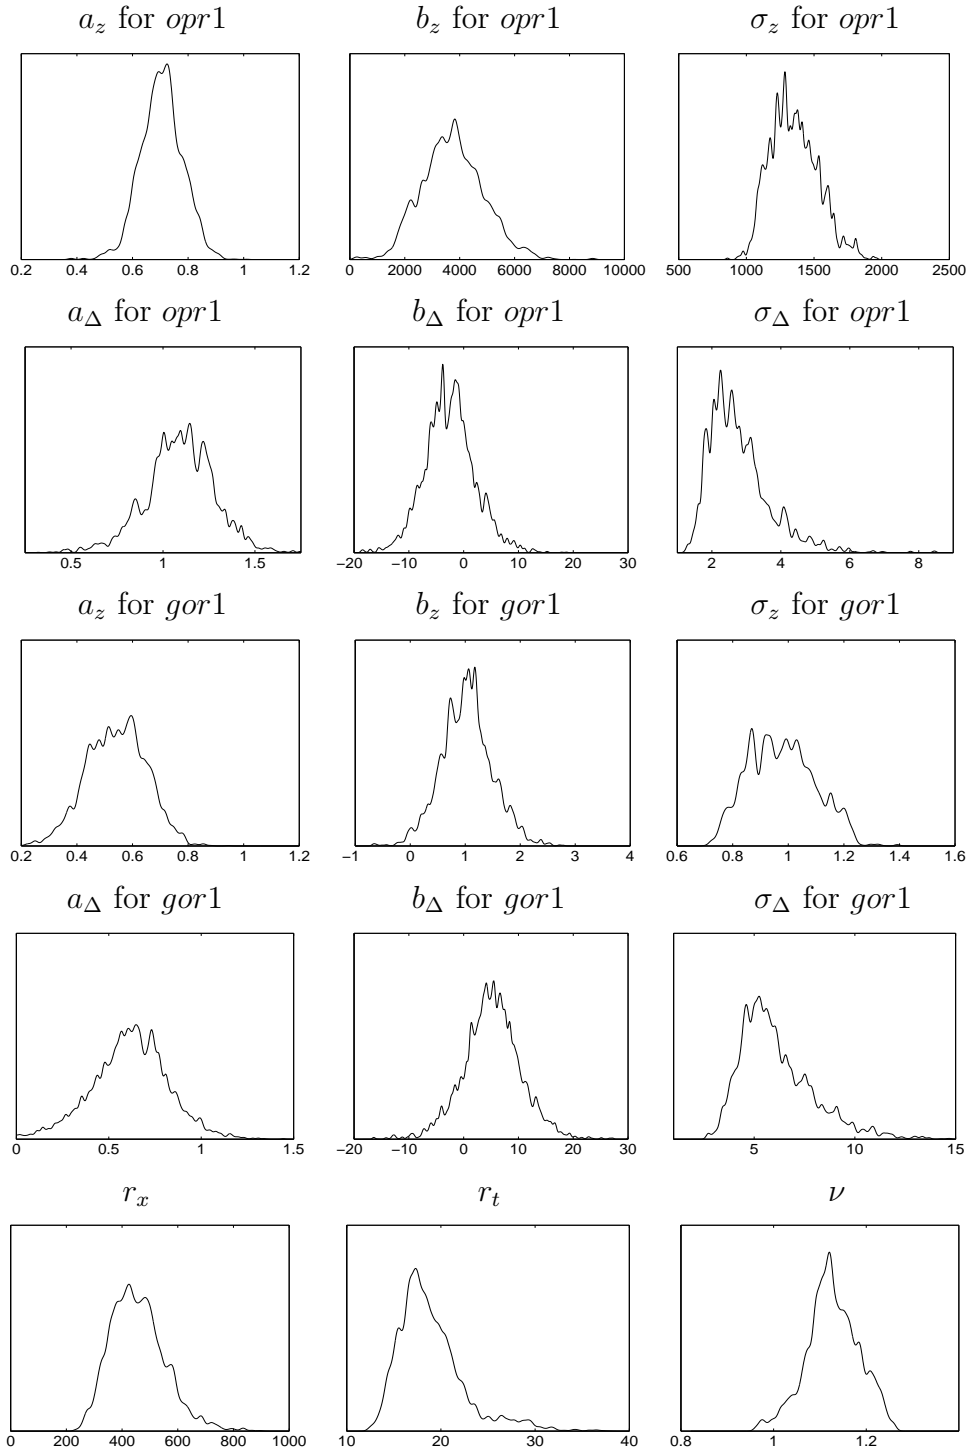 a_z for opr1 b_z for opr1 σ_z for opr1
0.2 0.4 0.6 0.8 1 1.2 0 2000 4000 6000 8000 10000 500 1000 1500 2000 2500
a_Δ for opr1 b_Δ for opr1 σ_Δ for opr1
0.5 1 1.5 −20 −10 0 10 20 30 2 4 6 8
a_z for gor1 b_z for gor1 σ_z for gor1
0.2 0.4 0.6 0.8 1 1.2 −1 0 1 2 3 4 0.6 0.8 1 1.2 1.4 1.6
a_Δ for gor1 b_Δ for gor1 σ_Δ for gor1
0 0.5 1 1.5 −20 −10 0 10 20 30 5 10 15
r_x r_t ν
0 200 400 600 800 1000 10 20 30 40 0.8 1 1.2